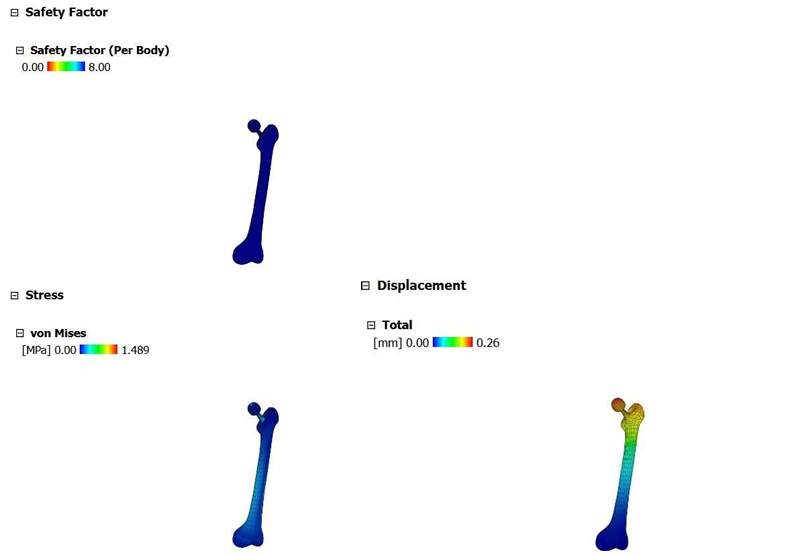 Safety Factor
Safety Factor (Per Body)
0.00 8.00
Stress
von Mises
[MPa] 0.00 1.489
Displacement
Total
[mm] 0.00 0.26